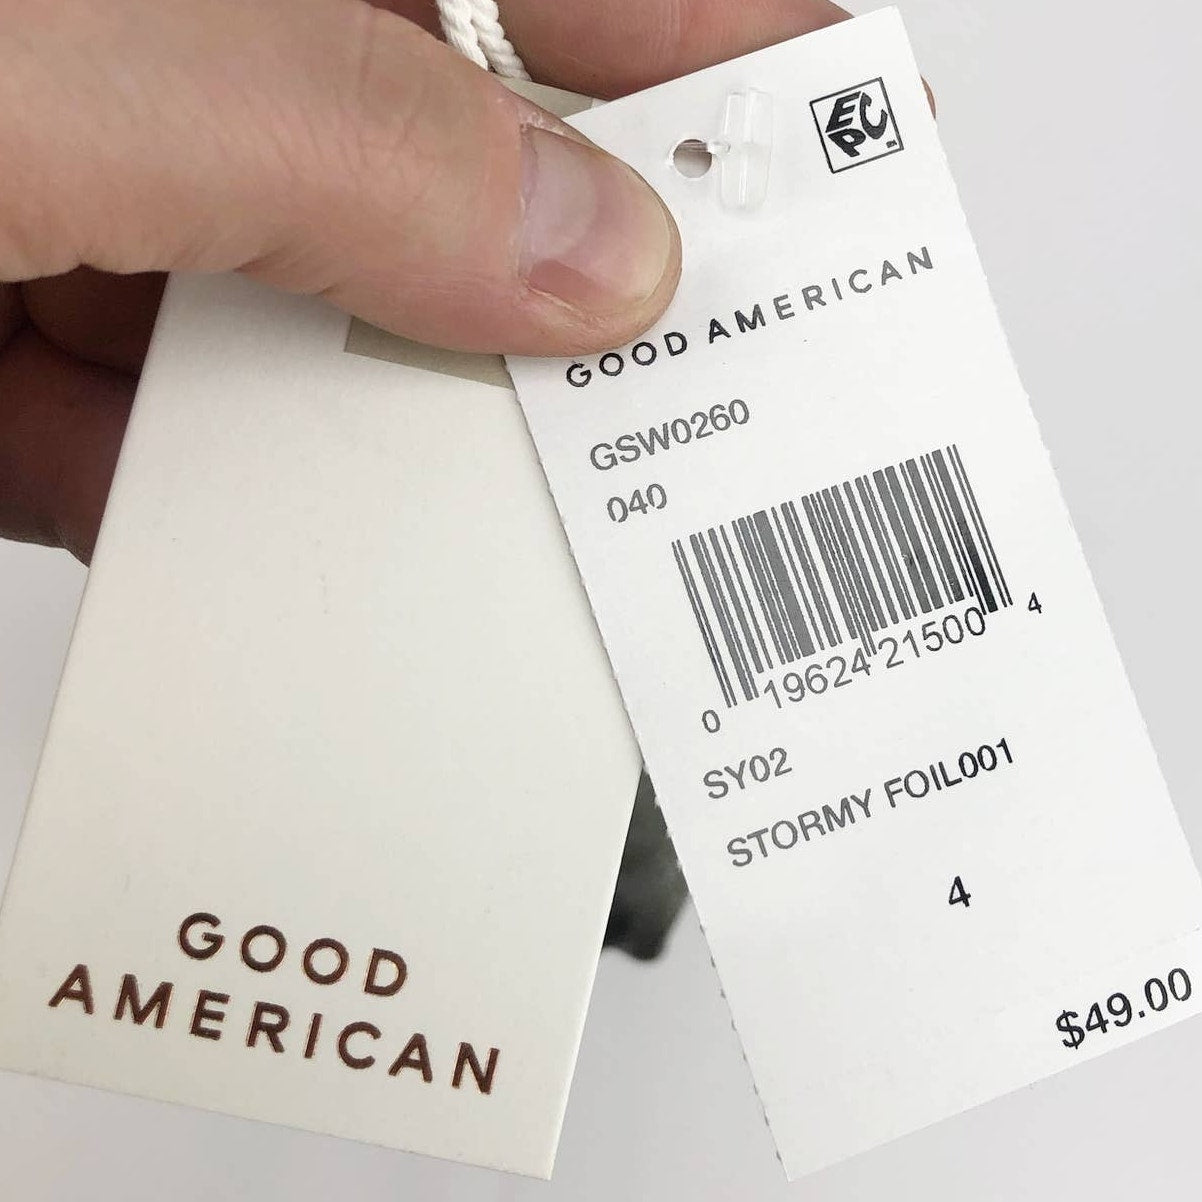 EPC
GOOD AMERICAN
GSW0260
040
0 19624 21500 4
SY02
STORMY FOIL001
4
$49.00
GOOD
AMERICAN